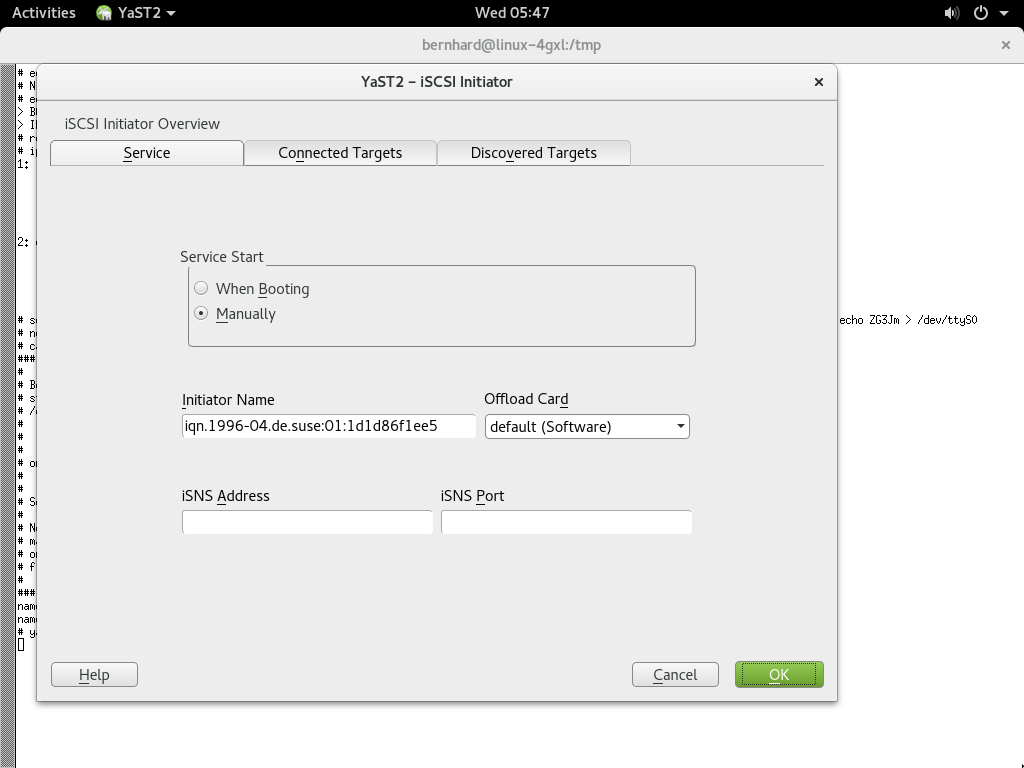 Activities YaST2 Wed 05:47
bernhard@linux-4gxl:/tmp
YaST2 – iSCSI Initiator
iSCSI Initiator Overview
Service Connected Targets Discovered Targets
1:
2:
Service Start
When Booting
Manually
echo ZG3Jm > /dev/ttyS0
Initiator Name Offload Card
iqn.1996-04.de.suse:01:1d1d86f1ee5 default (Software)
iSNS Address iSNS Port
####
Help Cancel OK